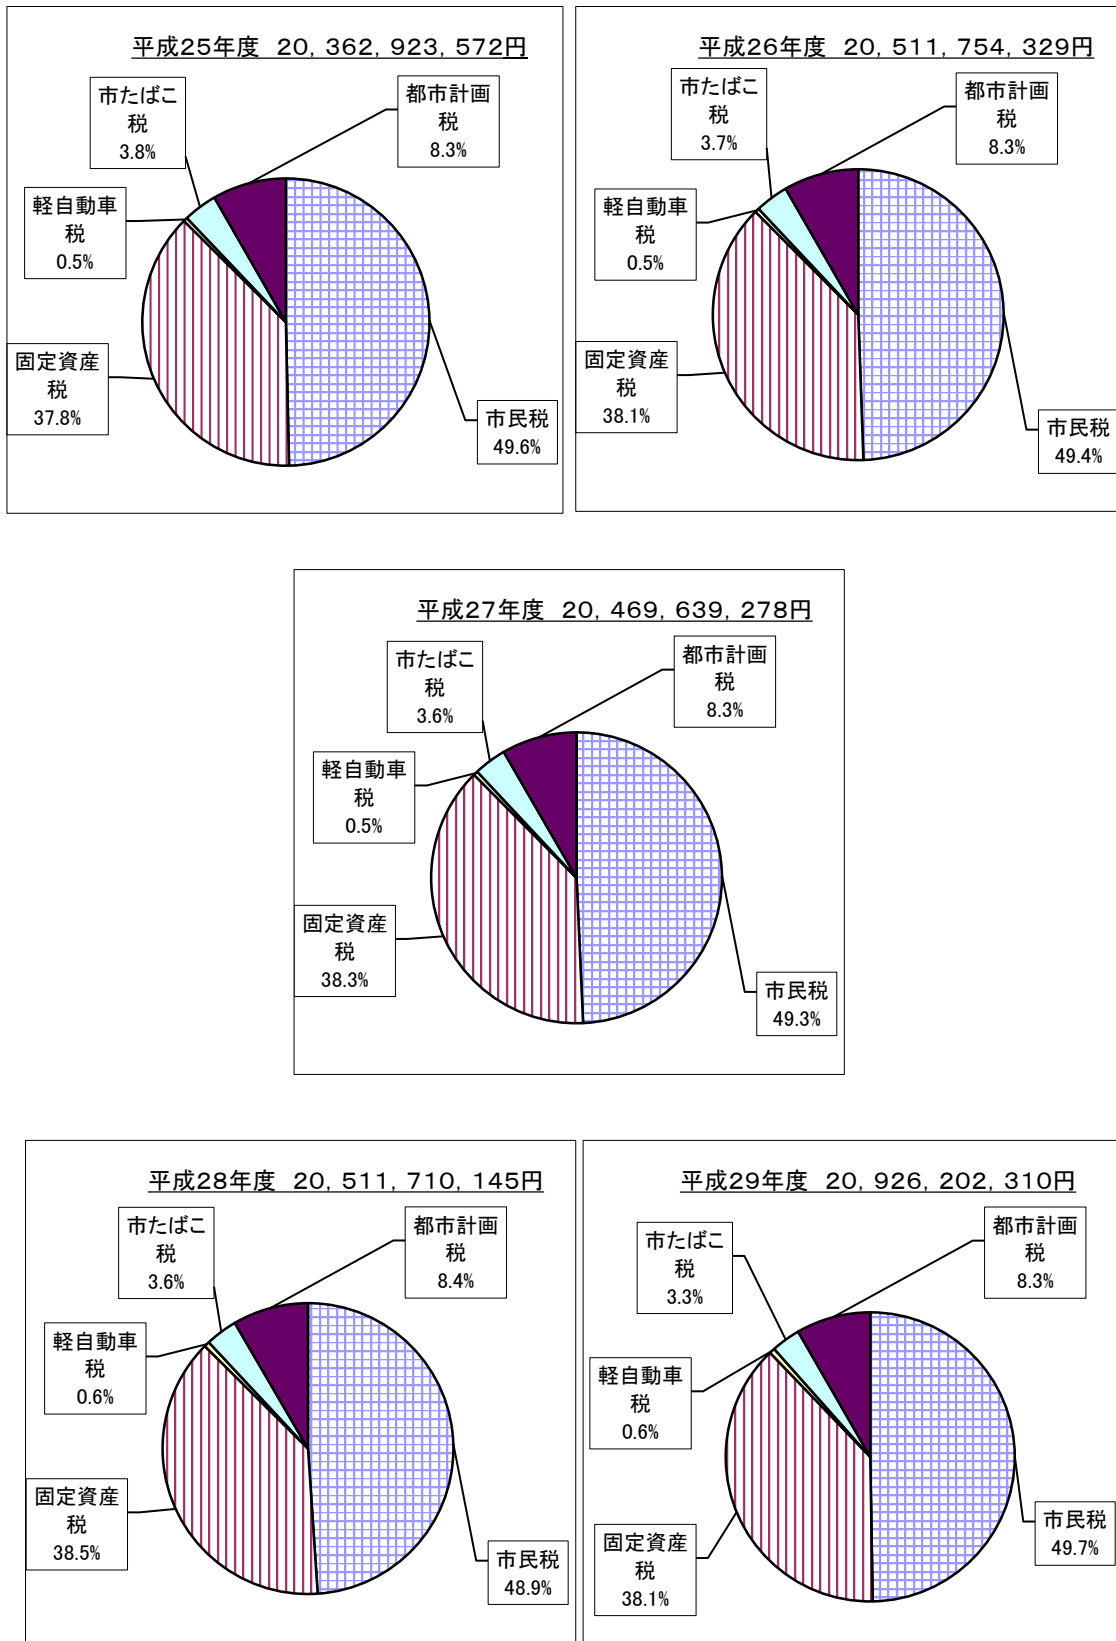 平成25年度 20,362,923,572円
市たばこ
税
3.8%
都市計画
税
8.3%
軽自動車
税
0.5%
固定資産
税
37.8%
市民税
49.6%
平成26年度 20,511,754,329円
市たばこ
税
3.7%
都市計画
税
8.3%
軽自動車
税
0.5%
固定資産
税
38.1%
市民税
49.4%
平成27年度 20,469,639,278円
市たばこ
税
3.6%
都市計画
税
8.3%
軽自動車
税
0.5%
固定資産
税
38.3%
市民税
49.3%
平成28年度 20,511,710,145円
市たばこ
税
3.6%
都市計画
税
8.4%
軽自動車
税
0.6%
固定資産
税
38.5%
市民税
48.9%
平成29年度 20,926,202,310円
市たばこ
税
3.3%
都市計画
税
8.3%
軽自動車
税
0.6%
固定資産
税
38.1%
市民税
49.7%